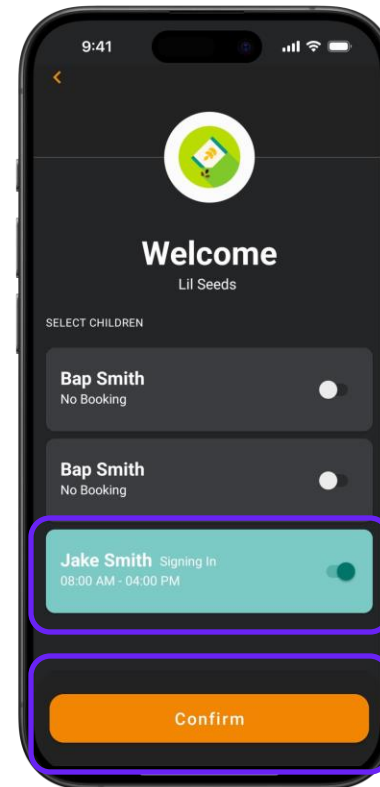 9:41
Welcome
Lil Seeds
SELECT CHILDREN
Bap Smith
No Booking
Bap Smith
No Booking
Jake Smith Signing In
08:00 AM - 04:00 PM
Confirm